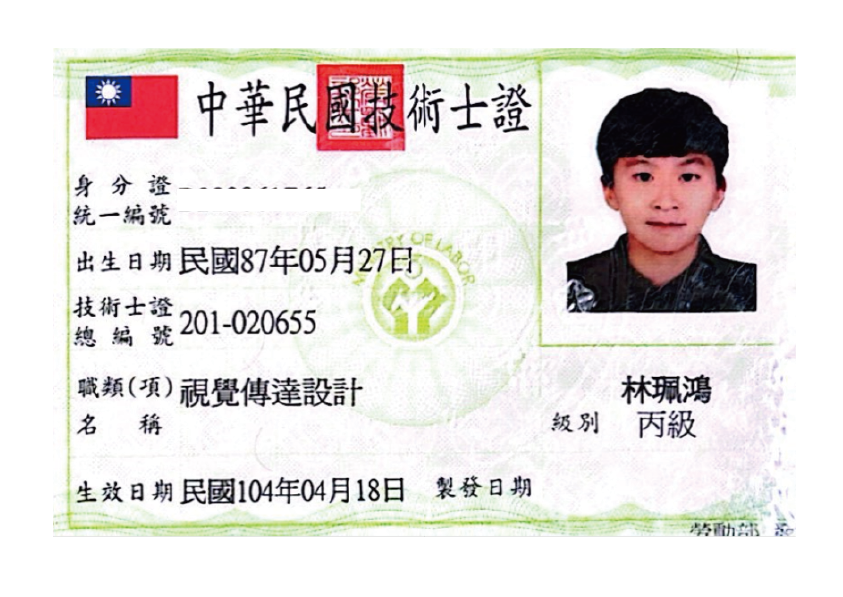 中華民國技術士證
身分證
統一編號
出生日期 民國87年05月27日
MINISTRY OF LABOR
技術士證
總編號 201-020655
職類(項) 視覺傳達設計
名稱
林珮鴻
級別 丙級
生效日期 民國104年04月18日 製發日期
勞動部